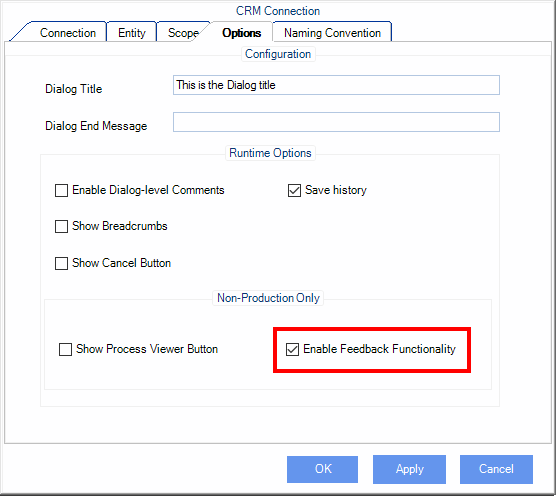 CRM Connection
Connection Entity Scope Options Naming Convention
Configuration
Dialog Title This is the Dialog title
Dialog End Message
Runtime Options
Enable Dialog-level Comments Save history
Show Breadcrumbs
Show Cancel Button
Non-Production Only
Show Process Viewer Button Enable Feedback Functionality
OK Apply Cancel